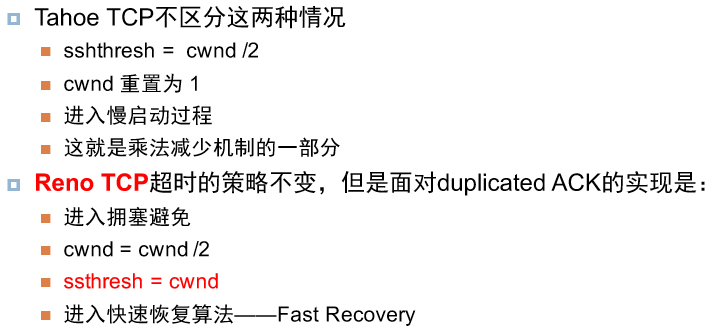 Tahoe TCP不区分这两种情况
sshthresh = cwnd /2
cwnd 重置为 1
进入慢启动过程
这就是乘法减少机制的一部分
Reno TCP超时的策略不变，但是面对duplicated ACK的实现是：
进入拥塞避免
cwnd = cwnd /2
ssthresh = cwnd
进入快速恢复算法——Fast Recovery